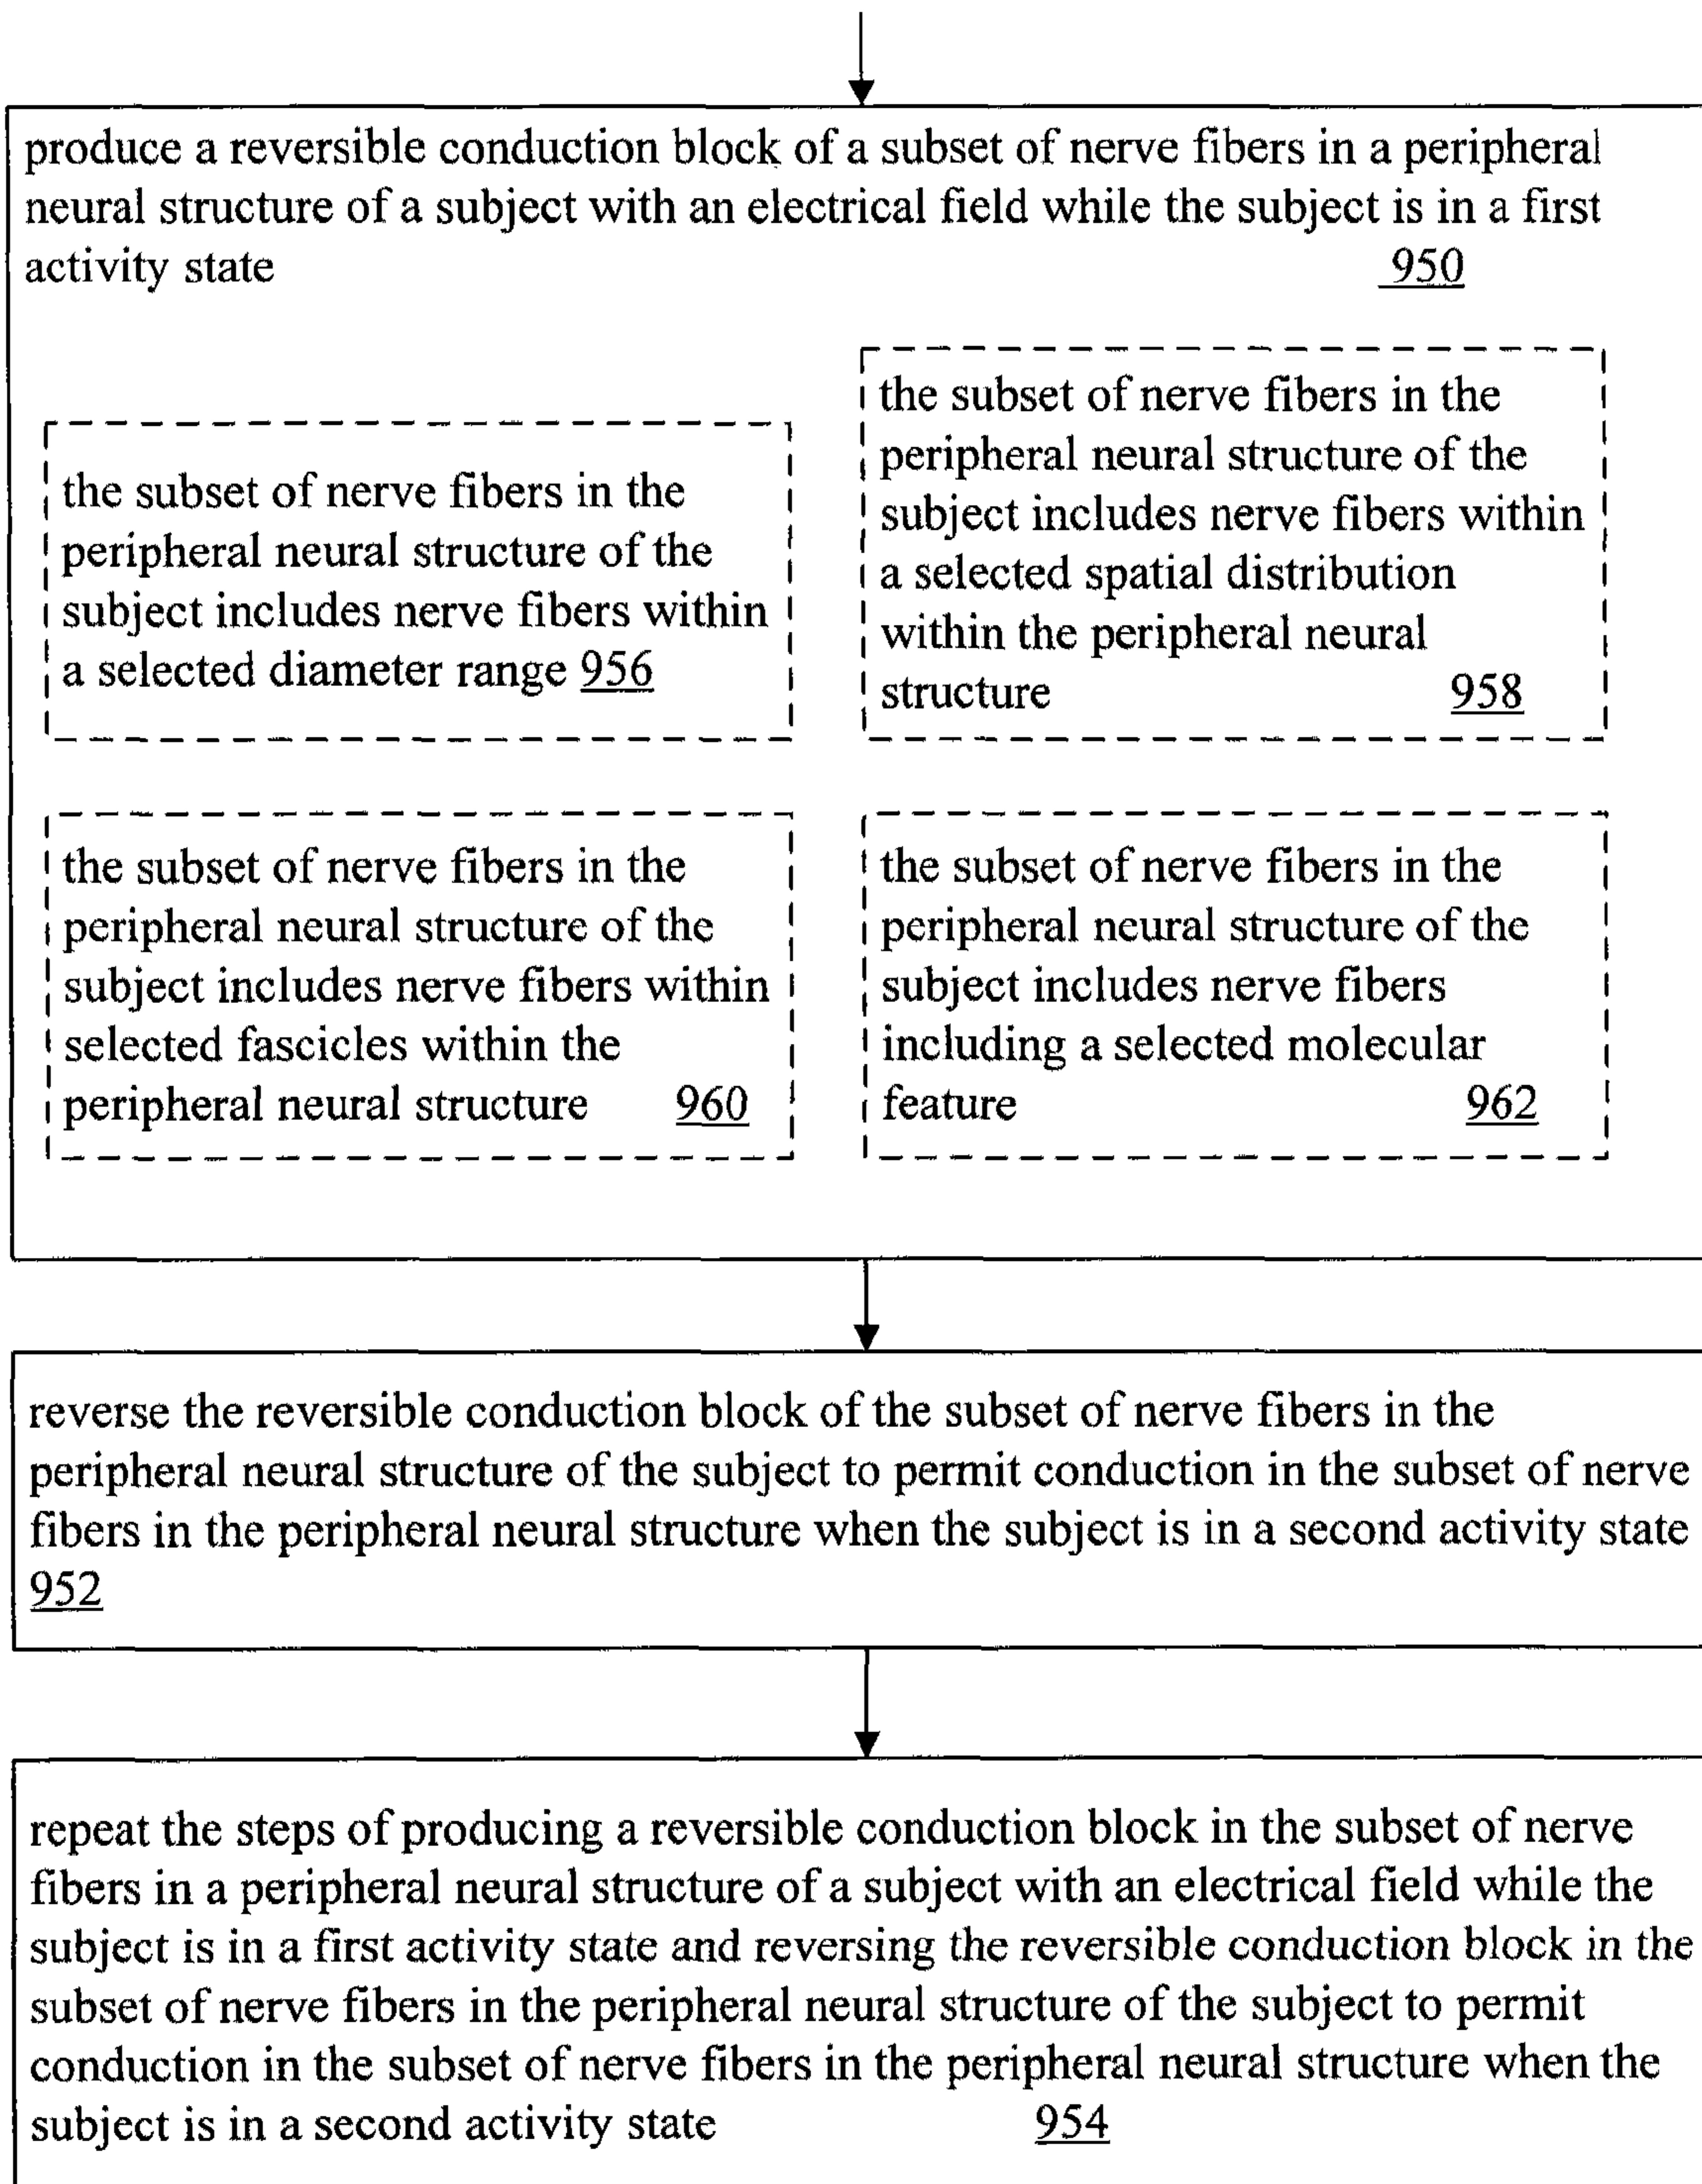 produce a reversible conduction block of a subset of nerve fibers in a peripheral
neural structure of a subject with an electrical field while the subject is in a first
activity state 950
the subset of nerve fibers in the
peripheral neural structure of the
subject includes nerve fibers within
a selected diameter range 956
the subset of nerve fibers in the
peripheral neural structure of the
subject includes nerve fibers within
a selected spatial distribution
within the peripheral neural
structure 958
the subset of nerve fibers in the
peripheral neural structure of the
subject includes nerve fibers within
selected fascicles within the
peripheral neural structure 960
the subset of nerve fibers in the
peripheral neural structure of the
subject includes nerve fibers
including a selected molecular
feature 962
reverse the reversible conduction block of the subset of nerve fibers in the
peripheral neural structure of the subject to permit conduction in the subset of nerve
fibers in the peripheral neural structure when the subject is in a second activity state
952
repeat the steps of producing a reversible conduction block in the subset of nerve
fibers in a peripheral neural structure of a subject with an electrical field while the
subject is in a first activity state and reversing the reversible conduction block in the
subset of nerve fibers in the peripheral neural structure of the subject to permit
conduction in the subset of nerve fibers in the peripheral neural structure when the
subject is in a second activity state 954